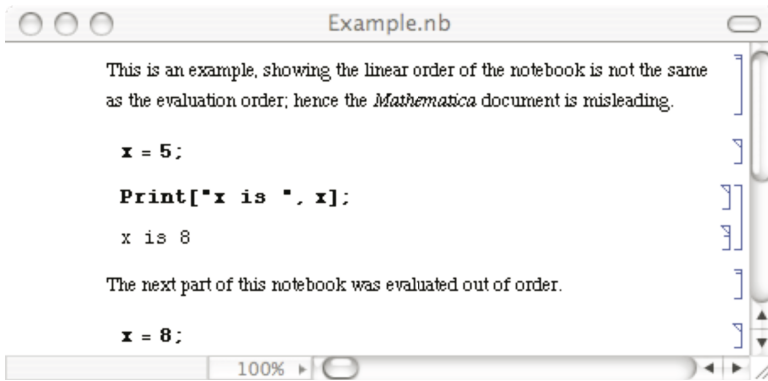 Example.nb
This is an example, showing the linear order of the notebook is not the same
as the evaluation order; hence the Mathematica document is misleading.
x = 5;
Print["x is ", x];
x is 8
The next part of this notebook was evaluated out of order.
x = 8;
100%